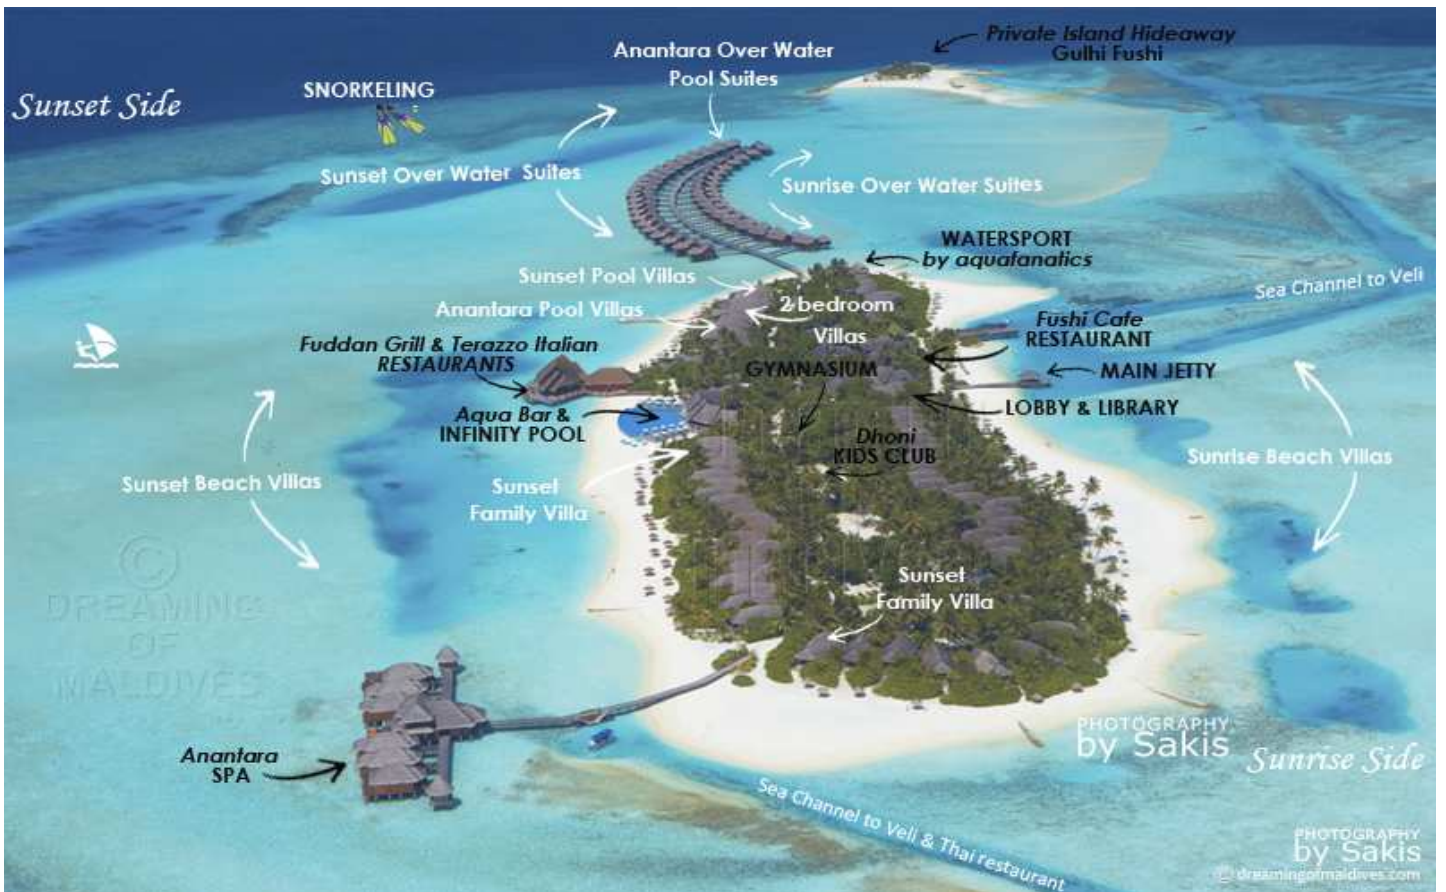 Private Island Hideaway
Gulhi Fushi
Anantara Over Water
Pool Suites
SNORKELING
Sunset Side
Sunset Over Water Suites
Sunrise Over Water Suites
WATERSPORT
by aquafanatics
Sunset Pool Villas
Sea Channel to Veli
Anantara Pool Villas
2 bedroom
Villas
Fushi Cafe
RESTAURANT
Fuddan Grill & Terazzo Italian
RESTAURANTS
GYMNASIUM
MAIN JETTY
Aqua Bar &
INFINITY POOL
LOBBY & LIBRARY
Dhoni
KIDS CLUB
Sunrise Beach Villas
Sunset Beach Villas
Sunset
Family Villa
©
DREAMING
OF
MALDIVES
Sunset
Family Villa
PHOTOGRAPHY
by Sakis
Sunrise Side
Anantara
SPA
Sea Channel to Veli & Thai restaurant
PHOTOGRAPHY
by Sakis
© dreamingofmaldives.com